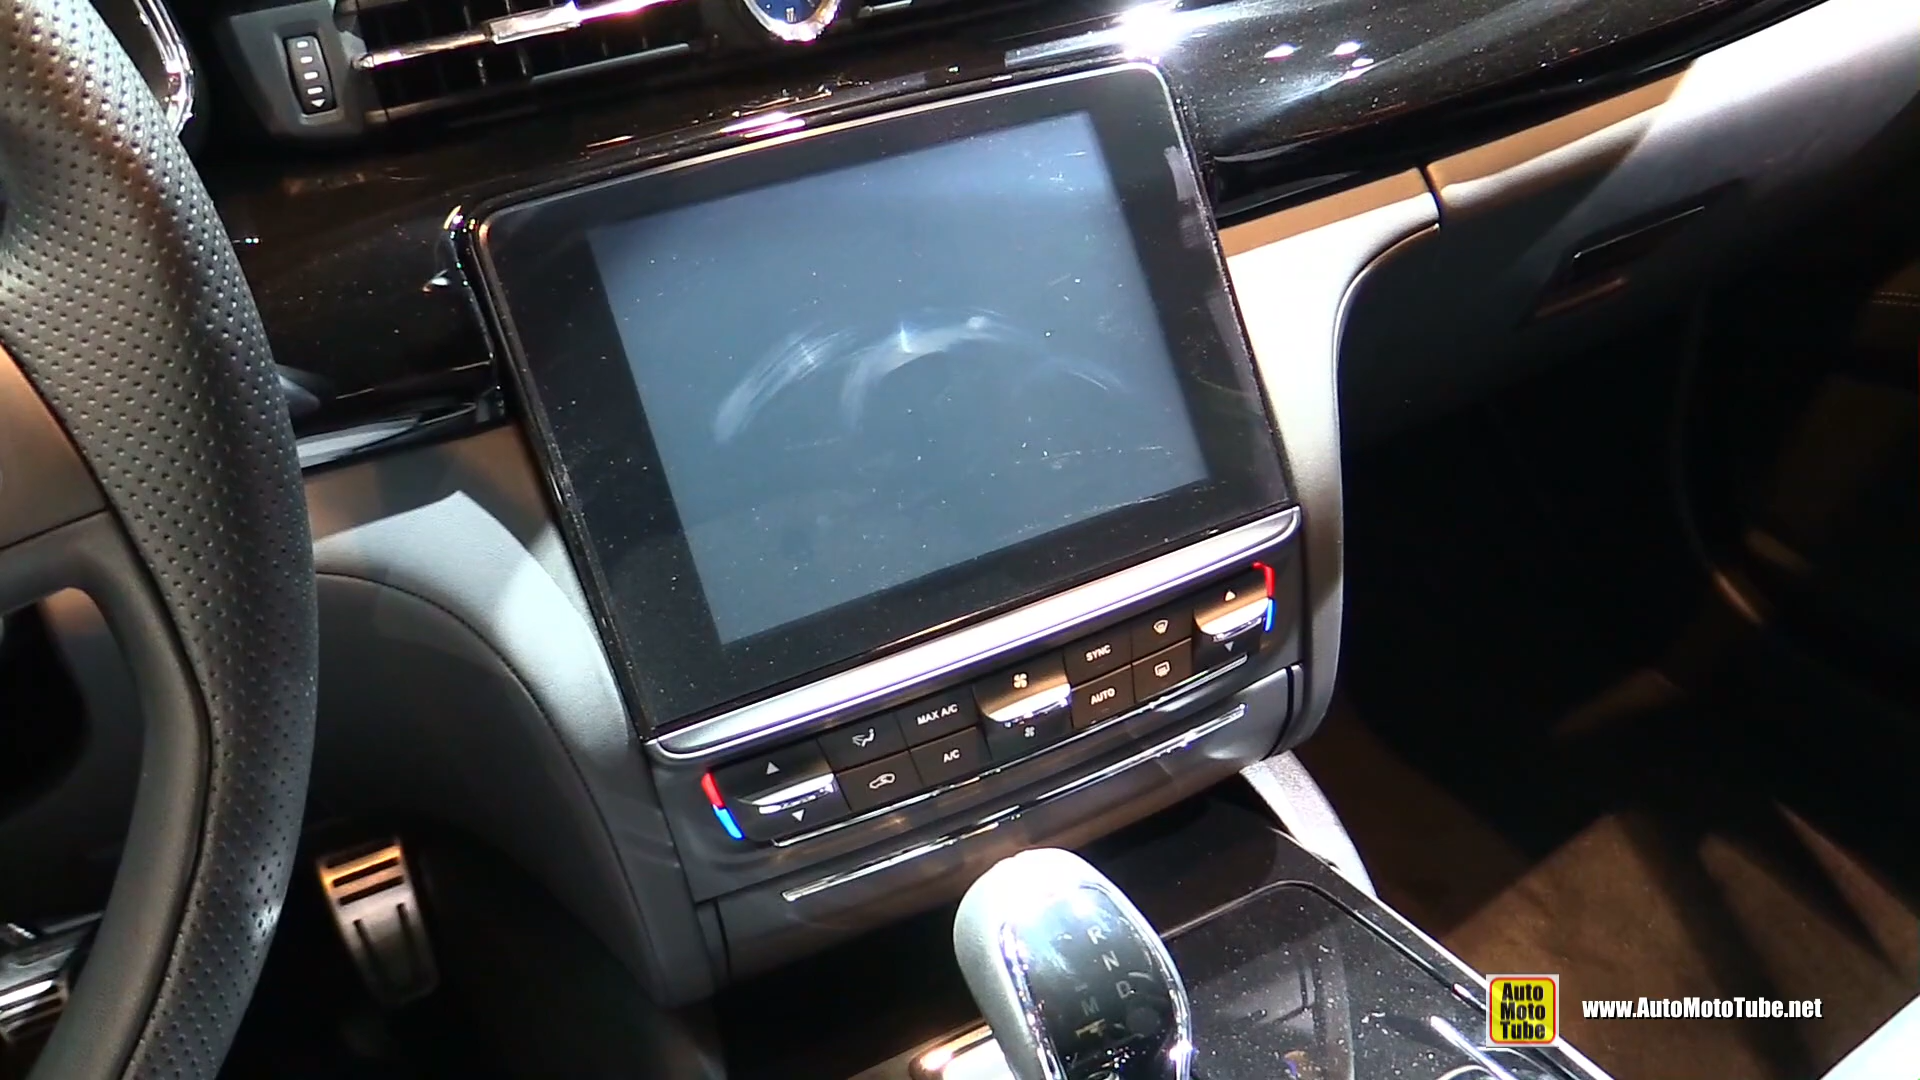 SYNC
MAX A/C
AUTO
A/C
R
N
D
M
Auto
Moto
Tube
www.AutoMotoTube.net